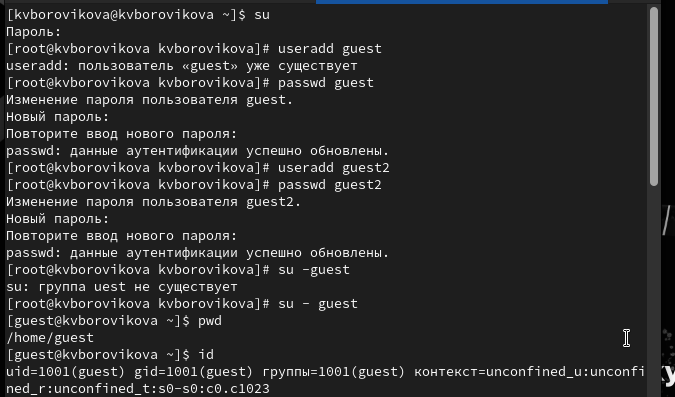 [kvborovikova@kvborovikova ~]$ su
Пароль:
[root@kvborovikova kvborovikova]# useradd guest
useradd: пользователь «guest» уже существует
[root@kvborovikova kvborovikova]# passwd guest
Изменение пароля пользователя guest.
Новый пароль:
Повторите ввод нового пароля:
passwd: данные аутентификации успешно обновлены.
[root@kvborovikova kvborovikova]# useradd guest2
[root@kvborovikova kvborovikova]# passwd guest2
Изменение пароля пользователя guest2.
Новый пароль:
Повторите ввод нового пароля:
passwd: данные аутентификации успешно обновлены.
[root@kvborovikova kvborovikova]# su -guest
su: группа uest не существует
[root@kvborovikova kvborovikova]# su - guest
[guest@kvborovikova ~]$ pwd
/home/guest
[guest@kvborovikova ~]$ id
uid=1001(guest) gid=1001(guest) группы=1001(guest) контекст=unconfined_u:unconfi
ned_r:unconfined_t:s0-s0:c0.c1023